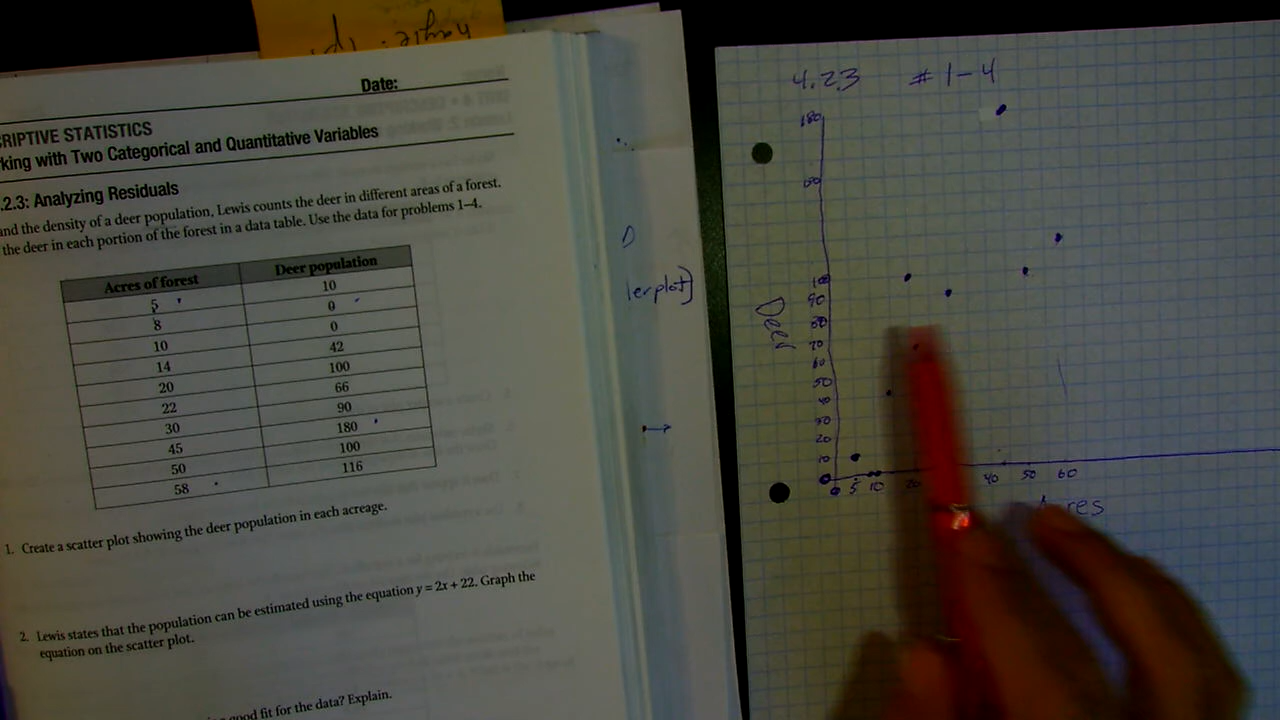 Date:
RIPTIVE STATISTICS
king with Two Categorical and Quantitative Variables
.2.3: Analyzing Residuals
and the density of a deer population, Lewis counts the deer in different areas of a forest.
the deer in each portion of the forest in a data table. Use the data for problems 1–4.
Acres of forest Deer population
5 10
8 0
10 0
14 42
20 100
22 66
30 90
45 180
50 100
58 116
1. Create a scatter plot showing the deer population in each acreage.
2. Lewis states that the population can be estimated using the equation y = 2x + 22. Graph the
equation on the scatter plot.
good fit for the data? Explain.
lerplot]
4.2.3 # 1-4
180
Deer
90
80
70
60
50
40
30
20
10
0
0 5 10 20 40 50 60